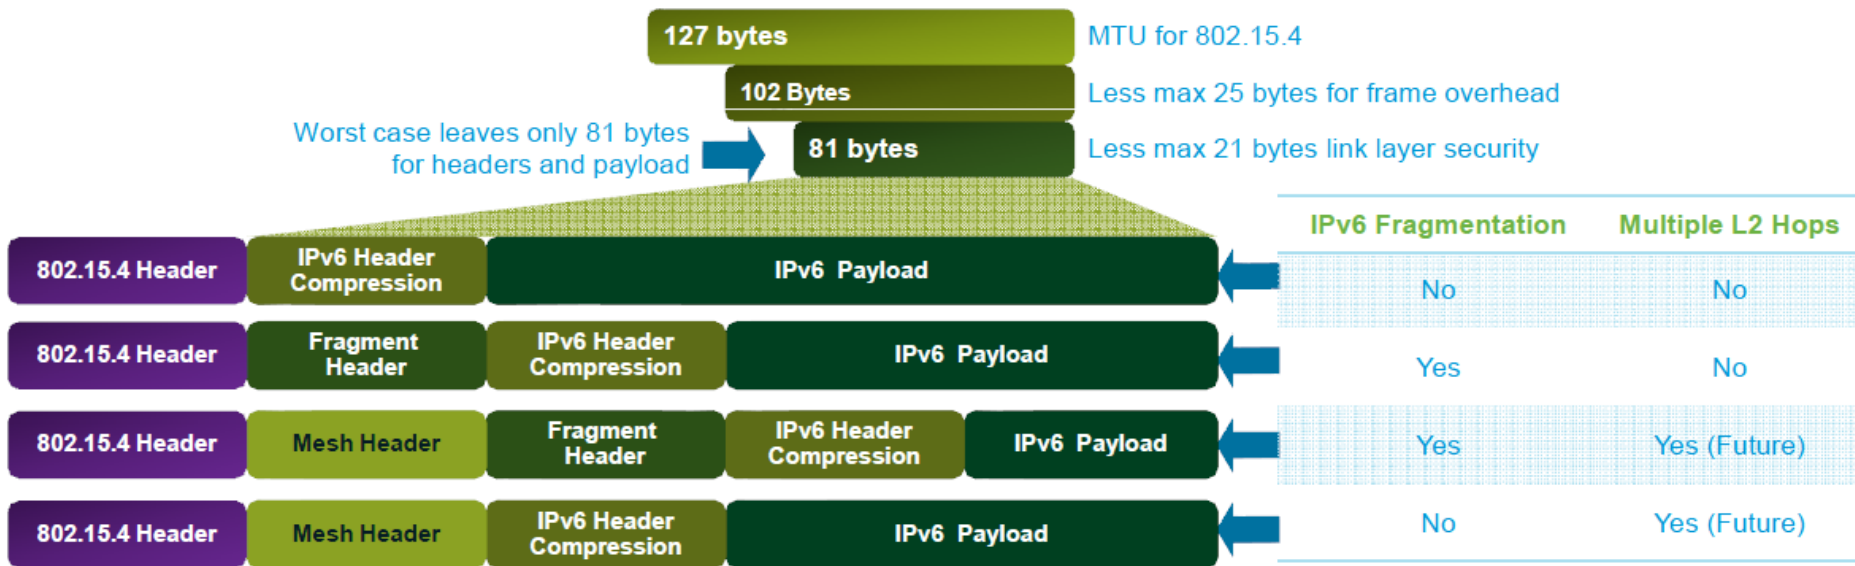 127 bytes
MTU for 802.15.4
102 Bytes
Less max 25 bytes for frame overhead
Worst case leaves only 81 bytes
for headers and payload
81 bytes
Less max 21 bytes link layer security
IPv6 Fragmentation
Multiple L2 Hops
802.15.4 Header
IPv6 Header
Compression
IPv6 Payload
No
No
802.15.4 Header
Fragment
Header
IPv6 Header
Compression
IPv6 Payload
Yes
No
802.15.4 Header
Mesh Header
Fragment
Header
IPv6 Header
Compression
IPv6 Payload
Yes
Yes (Future)
802.15.4 Header
Mesh Header
IPv6 Header
Compression
IPv6 Payload
No
Yes (Future)